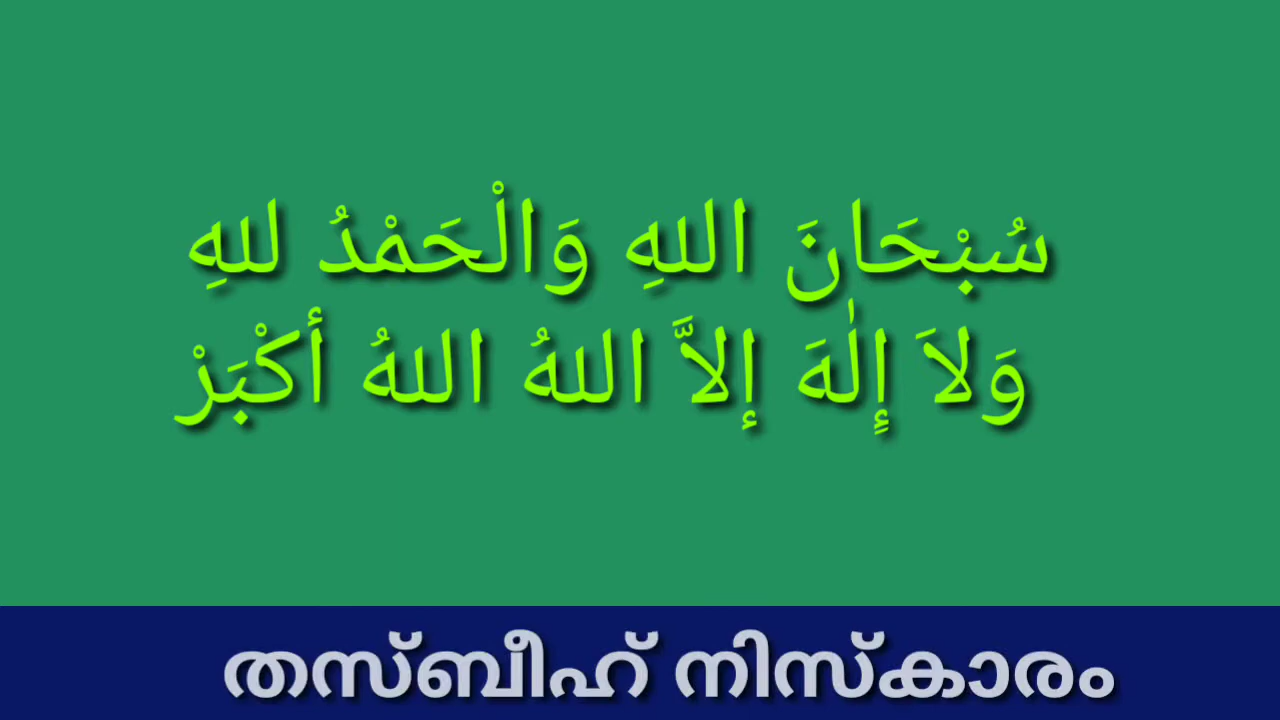 سُبْحَانَ اللهِ وَالْحَمْدُ للهِ
وَلاَ إِلٰهَ إلاَّ اللهُ اللهُ أكْبَرْ
തസ്ബീഹ് നിസ്കാരം